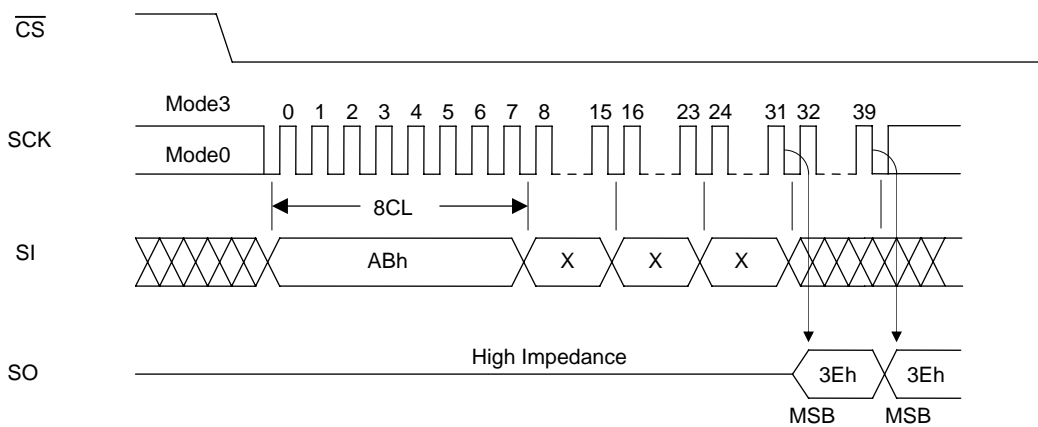 CS
Mode3
0 1 2 3 4 5 6 7 8 15 16 23 24 31 32 39
SCK
Mode0
8CL
SI
ABh X X X
High Impedance
SO
3Eh 3Eh
MSB MSB